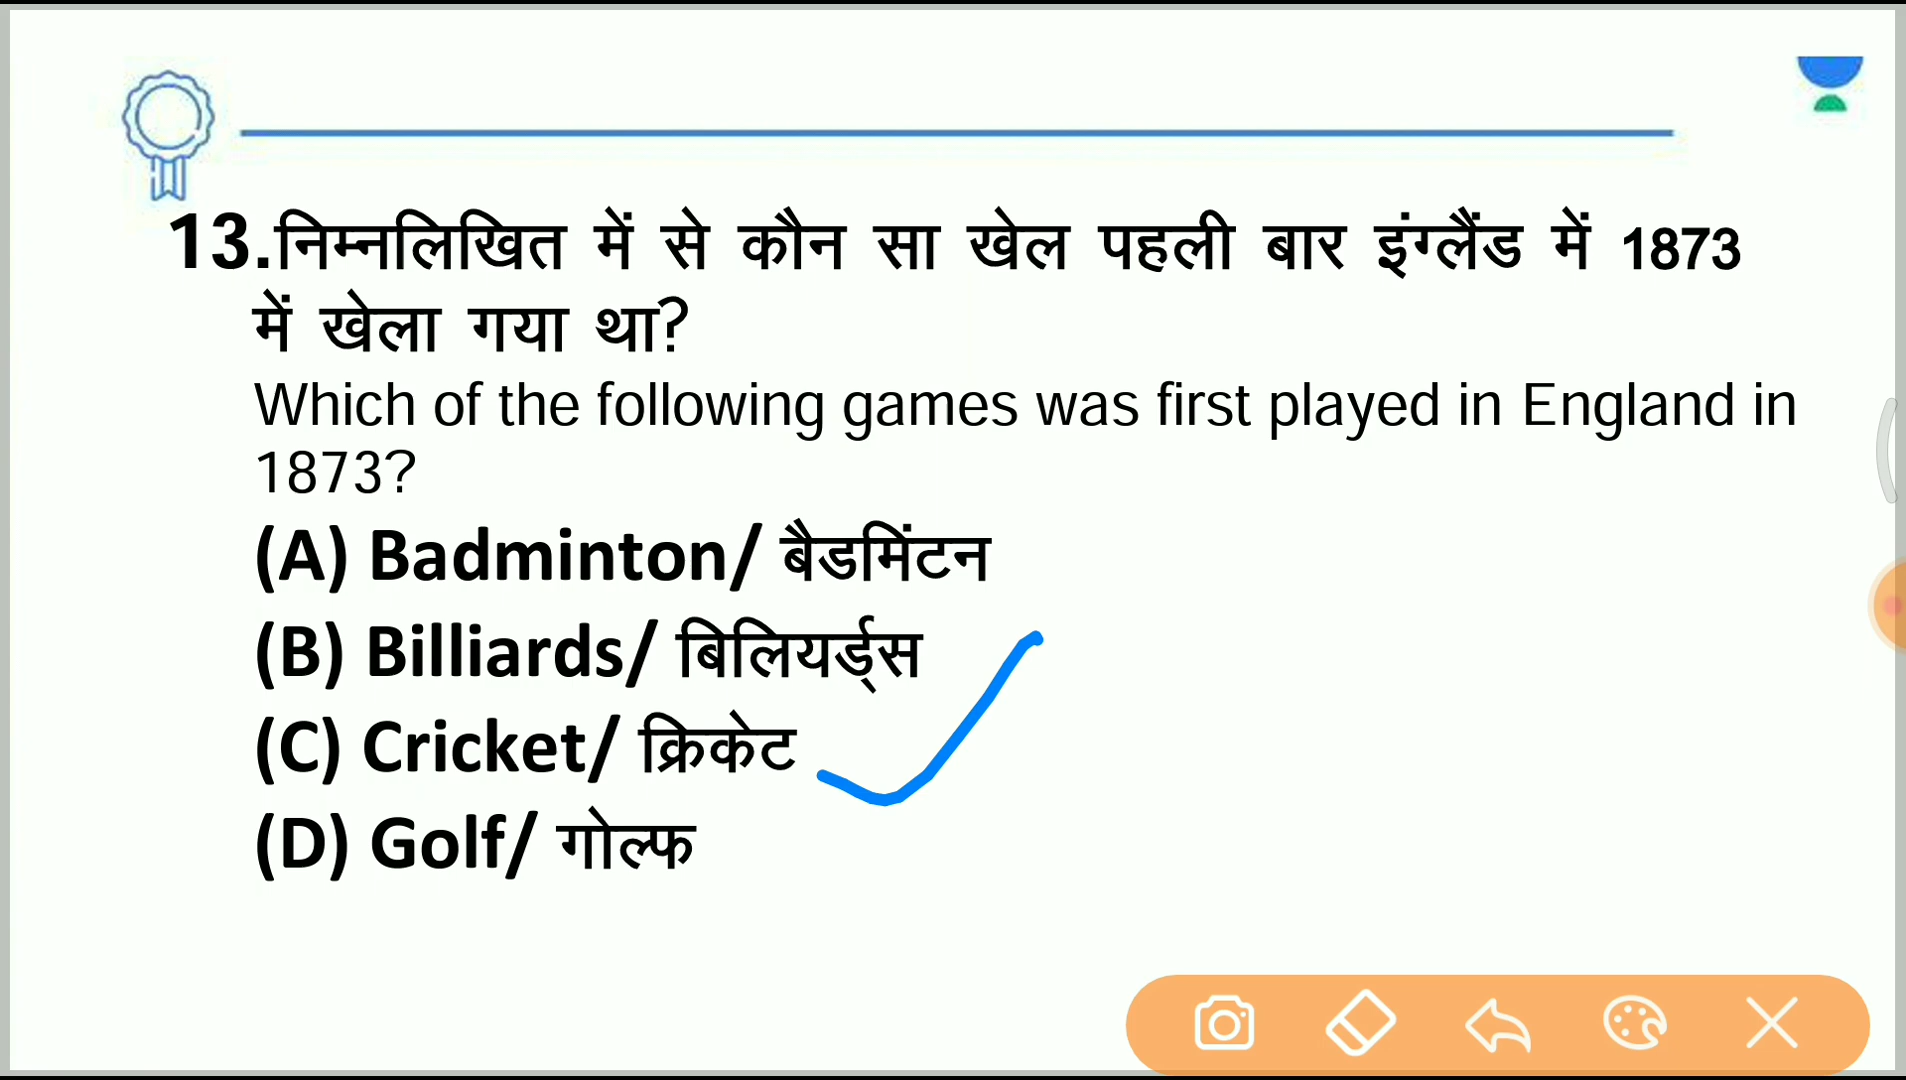 13.निम्नलिखित में से कौन सा खेल पहली बार इंग्लैंड में 1873
में खेला गया था?
Which of the following games was first played in England in
1873?
(A) Badminton/ बैडमिंटन
(B) Billiards/ बिलियर्ड्स
(C) Cricket/ क्रिकेट
(D) Golf/ गोल्फ